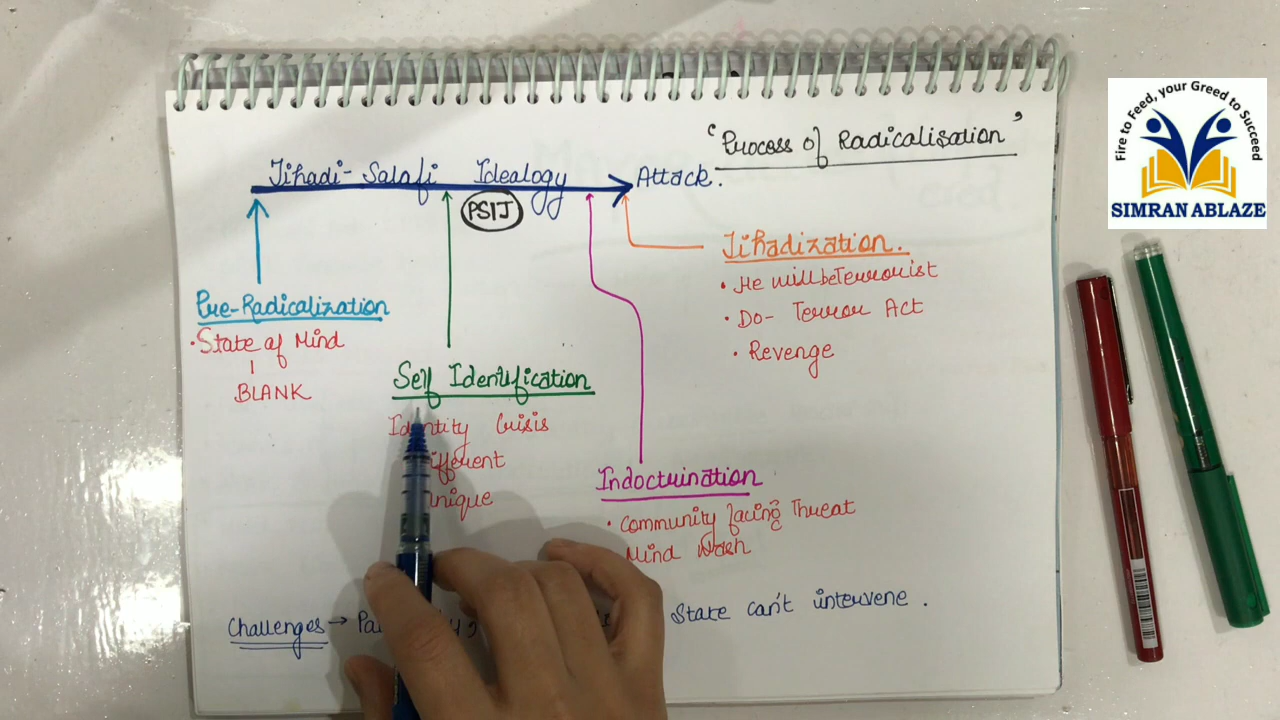 'Process of Radicalisation'
Jihadi-Salafi Idealogy
Attack.
PSIJ
Pre-Radicalization
• State of Mind
BLANK
Self Identification
Identity Crisis
Indoctrination
• Community facing Threat
Mind Wash
Jihadization.
• He will be Terrorist
• Do- Terror Act
• Revenge
Challenges → State can't intervene.
Fire to Feed, your Greed to Succeed
SIMRAN ABLAZE